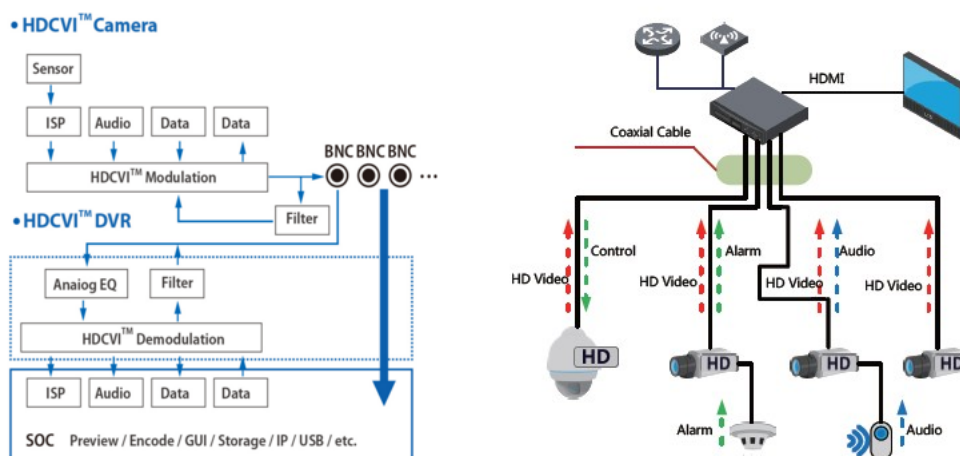 • HDCVI™ Camera
Sensor
ISP Audio Data Data
HDCVI™ Modulation
BNC BNC BNC
...
Filter
• HDCVI™ DVR
Anaiog EQ Filter
HDCVI™ Demodulation
ISP Audio Data Data
SOC Preview / Encode / GUI / Storage / IP / USB / etc.
HDMI
Coaxial Cable
Control
HD Video
Alarm
HD Video
Audio
HD Video
HD Video
HD
HD
HD
HD
Alarm
Audio